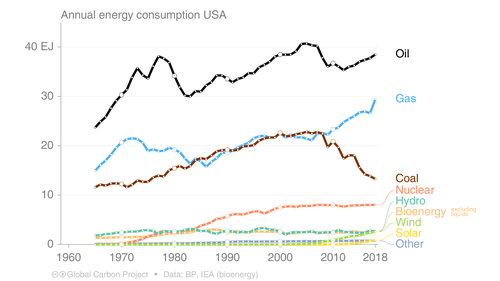 Annual energy consumption USA
40 EJ
Oil
30
Gas
20
Coal
10
Nuclear
Hydro
Bioenergy excluding liquids
Wind
Solar
0
Other
1960 1970 1980 1990 2000 2010 2018
Global Carbon Project • Data: BP, IEA (bioenergy)